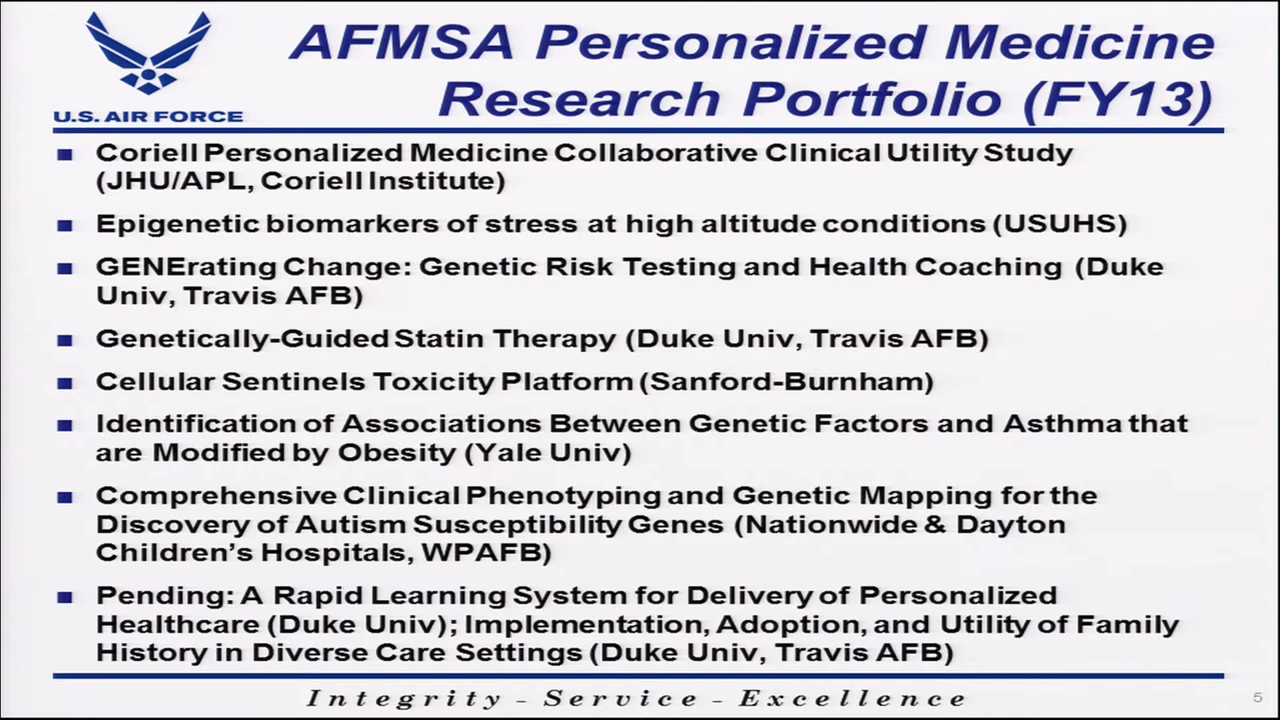 AFMSA Personalized Medicine
Research Portfolio (FY13)
U.S. AIR FORCE
■ Coriell Personalized Medicine Collaborative Clinical Utility Study
(JHU/APL, Coriell Institute)
■ Epigenetic biomarkers of stress at high altitude conditions (USUHS)
■ GENErating Change: Genetic Risk Testing and Health Coaching (Duke
Univ, Travis AFB)
■ Genetically-Guided Statin Therapy (Duke Univ, Travis AFB)
■ Cellular Sentinels Toxicity Platform (Sanford-Burnham)
■ Identification of Associations Between Genetic Factors and Asthma that
are Modified by Obesity (Yale Univ)
■ Comprehensive Clinical Phenotyping and Genetic Mapping for the
Discovery of Autism Susceptibility Genes (Nationwide & Dayton
Children's Hospitals, WPAFB)
■ Pending: A Rapid Learning System for Delivery of Personalized
Healthcare (Duke Univ); Implementation, Adoption, and Utility of Family
History in Diverse Care Settings (Duke Univ, Travis AFB)
Integrity - Service - Excellence
5